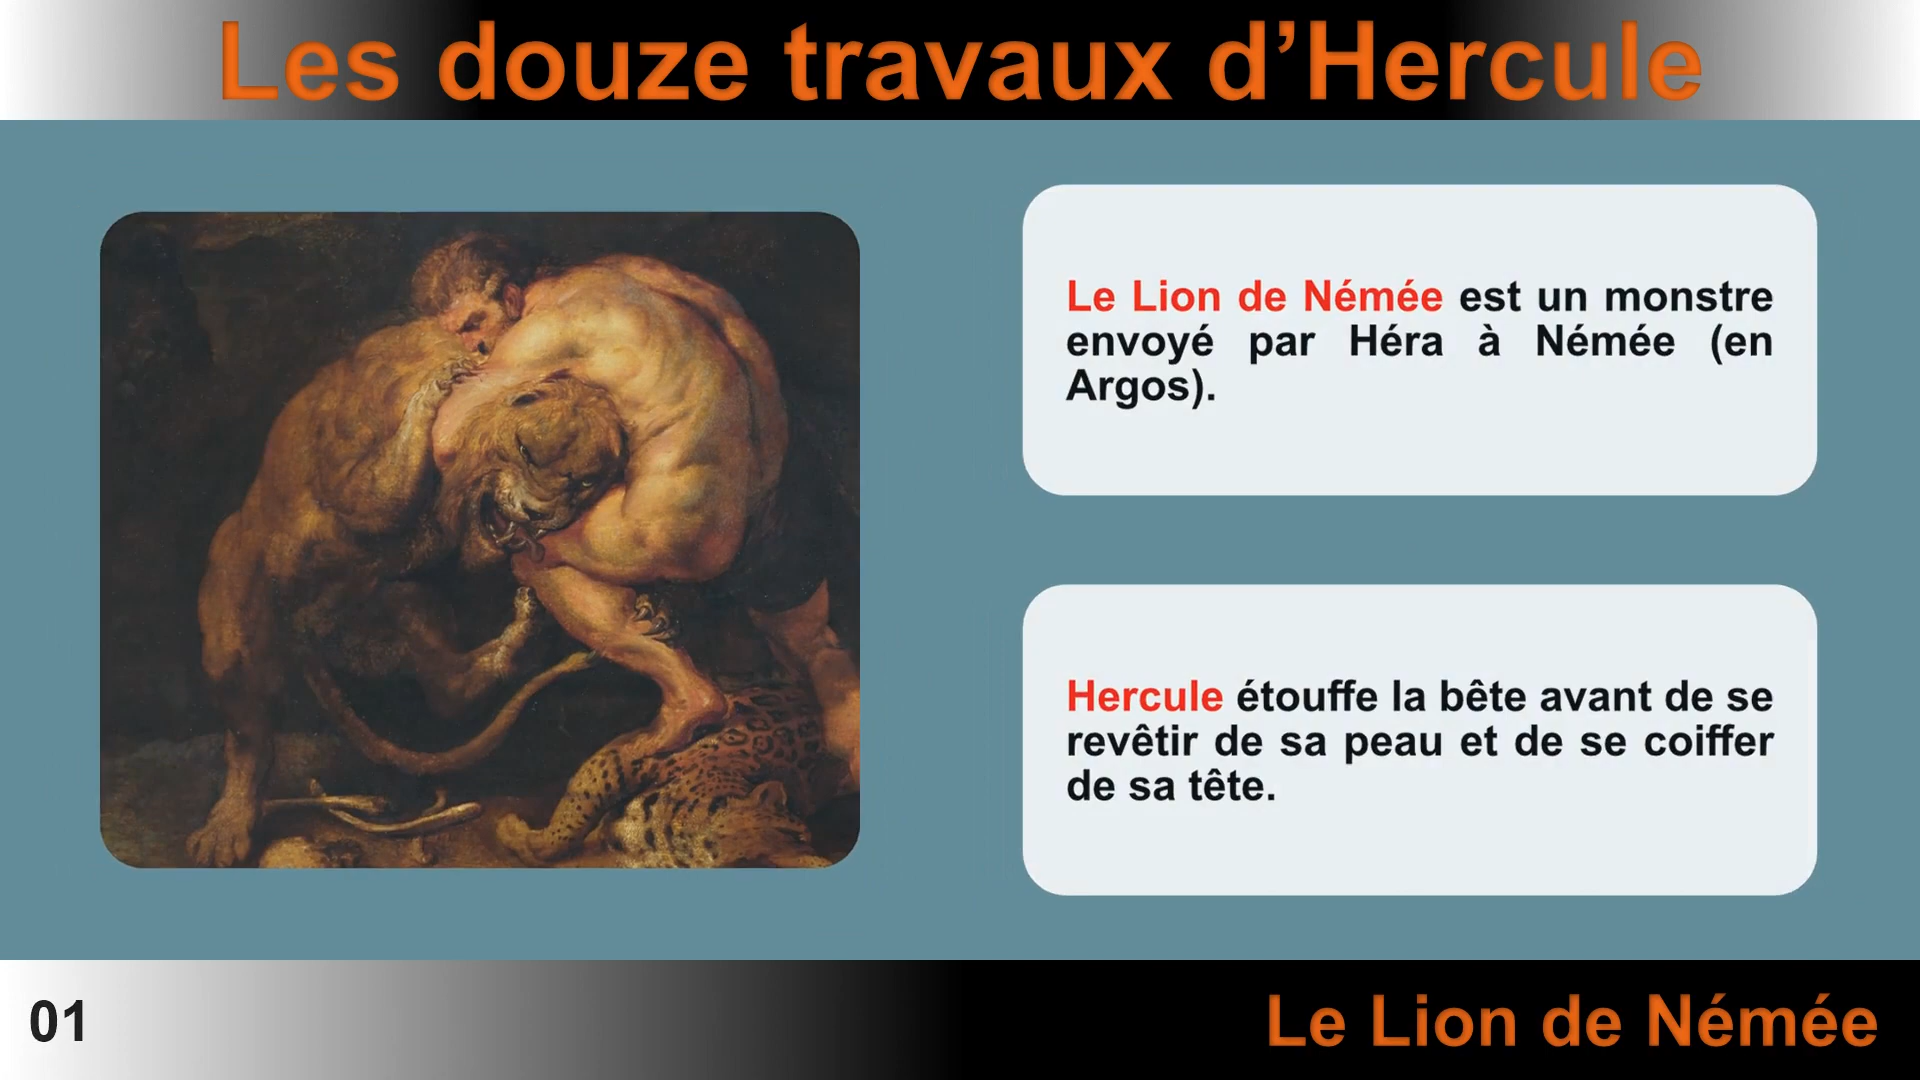 Les douze travaux d’Hercule
Le Lion de Némée est un monstre
envoyé par Héra à Némée (en
Argos).
Hercule étouffe la bête avant de se
revêtir de sa peau et de se coiffer
de sa tête.
01
Le Lion de Némée